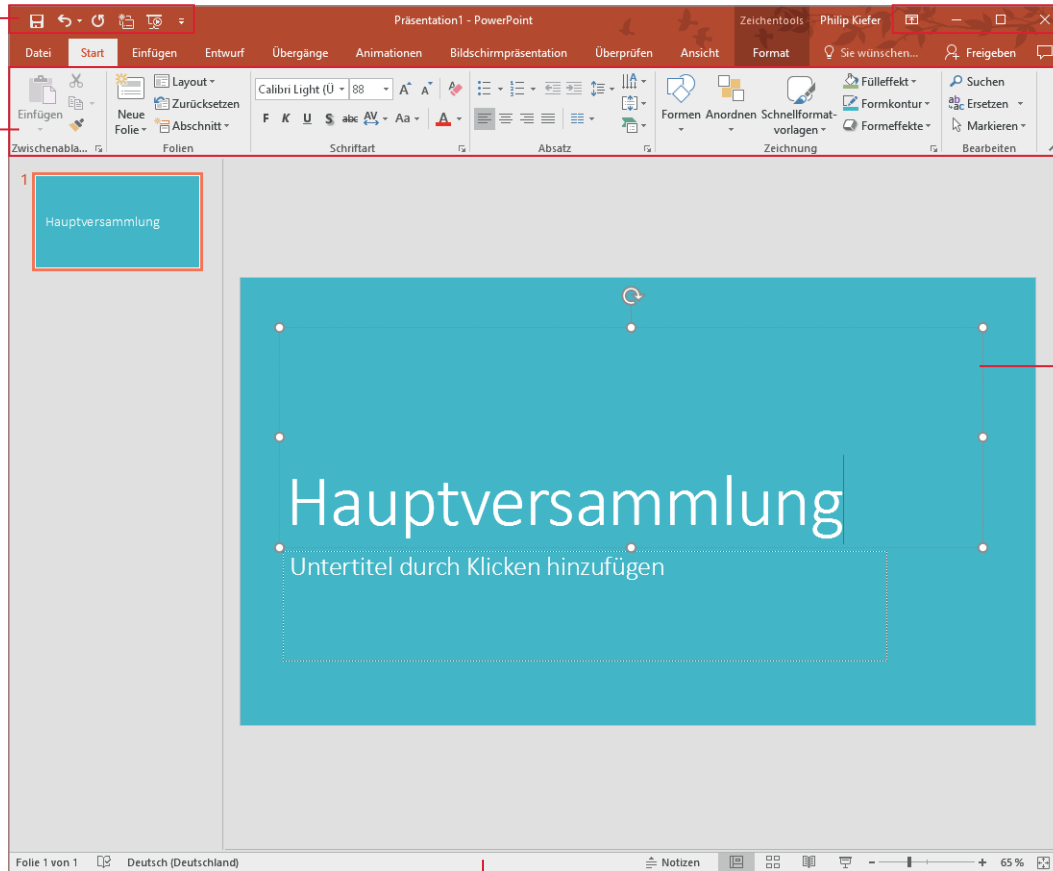 Präsentation1 - PowerPoint Zeichentools Philip Kiefer
Datei Start Einfügen Entwurf Übergänge Animationen Bildschirmpräsentation Überprüfen Ansicht Format Sie wünschen... Freigeben
Einfügen
Zwischenabla...
Neue
Folie
Layout
Zurücksetzen
Abschnitt
Folien
Calibri Light (Ü 88 A A
F K U S abc AV Aa A
Schriftart
Absatz
Formen Anordnen Schnellformat-
vorlagen
Fülleffekt
Formkontur
Formeffekte
Zeichnung
Suchen
Ersetzen
Markieren
Bearbeiten
1
Hauptversammlung
Hauptversammlung
Untertitel durch Klicken hinzufügen
Folie 1 von 1 Deutsch (Deutschland) Notizen - + 65 %